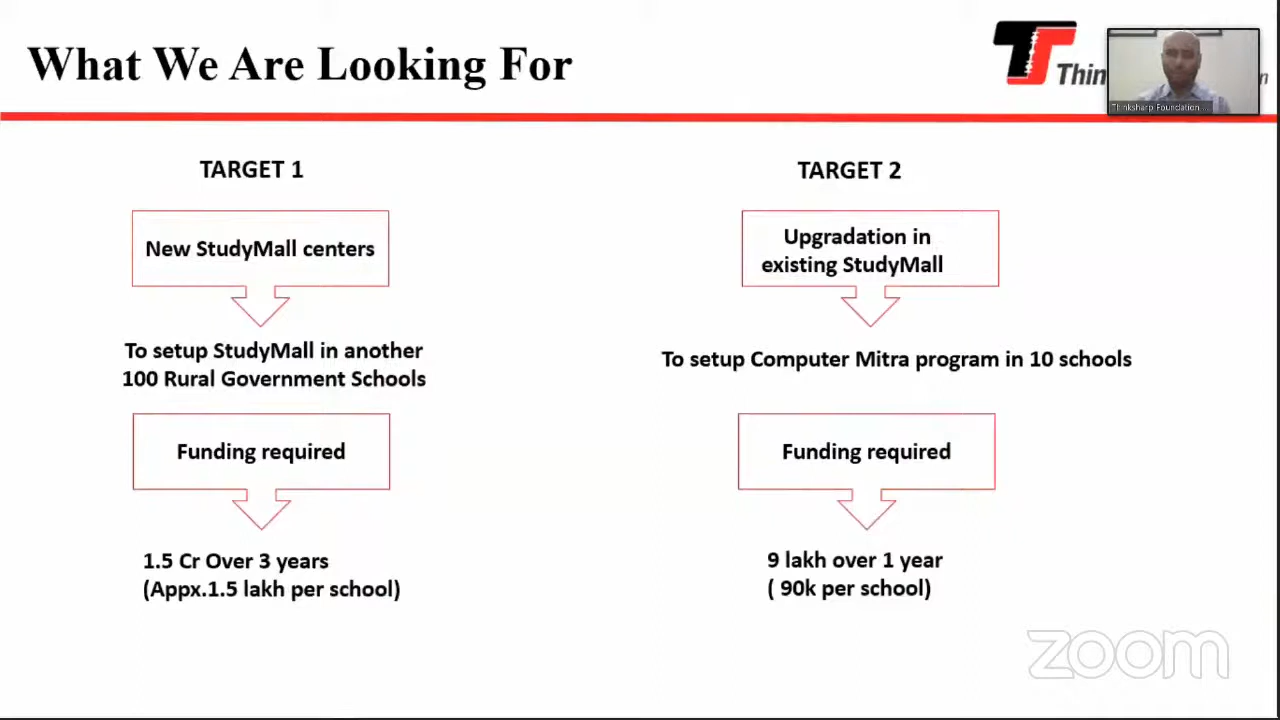 What We Are Looking For
Thinksharp Foundation...
TARGET 1
New StudyMall centers
To setup StudyMall in another
100 Rural Government Schools
Funding required
1.5 Cr Over 3 years
(Appx.1.5 lakh per school)
TARGET 2
Upgradation in
existing StudyMall
To setup Computer Mitra program in 10 schools
Funding required
9 lakh over 1 year
( 90k per school)
zoom